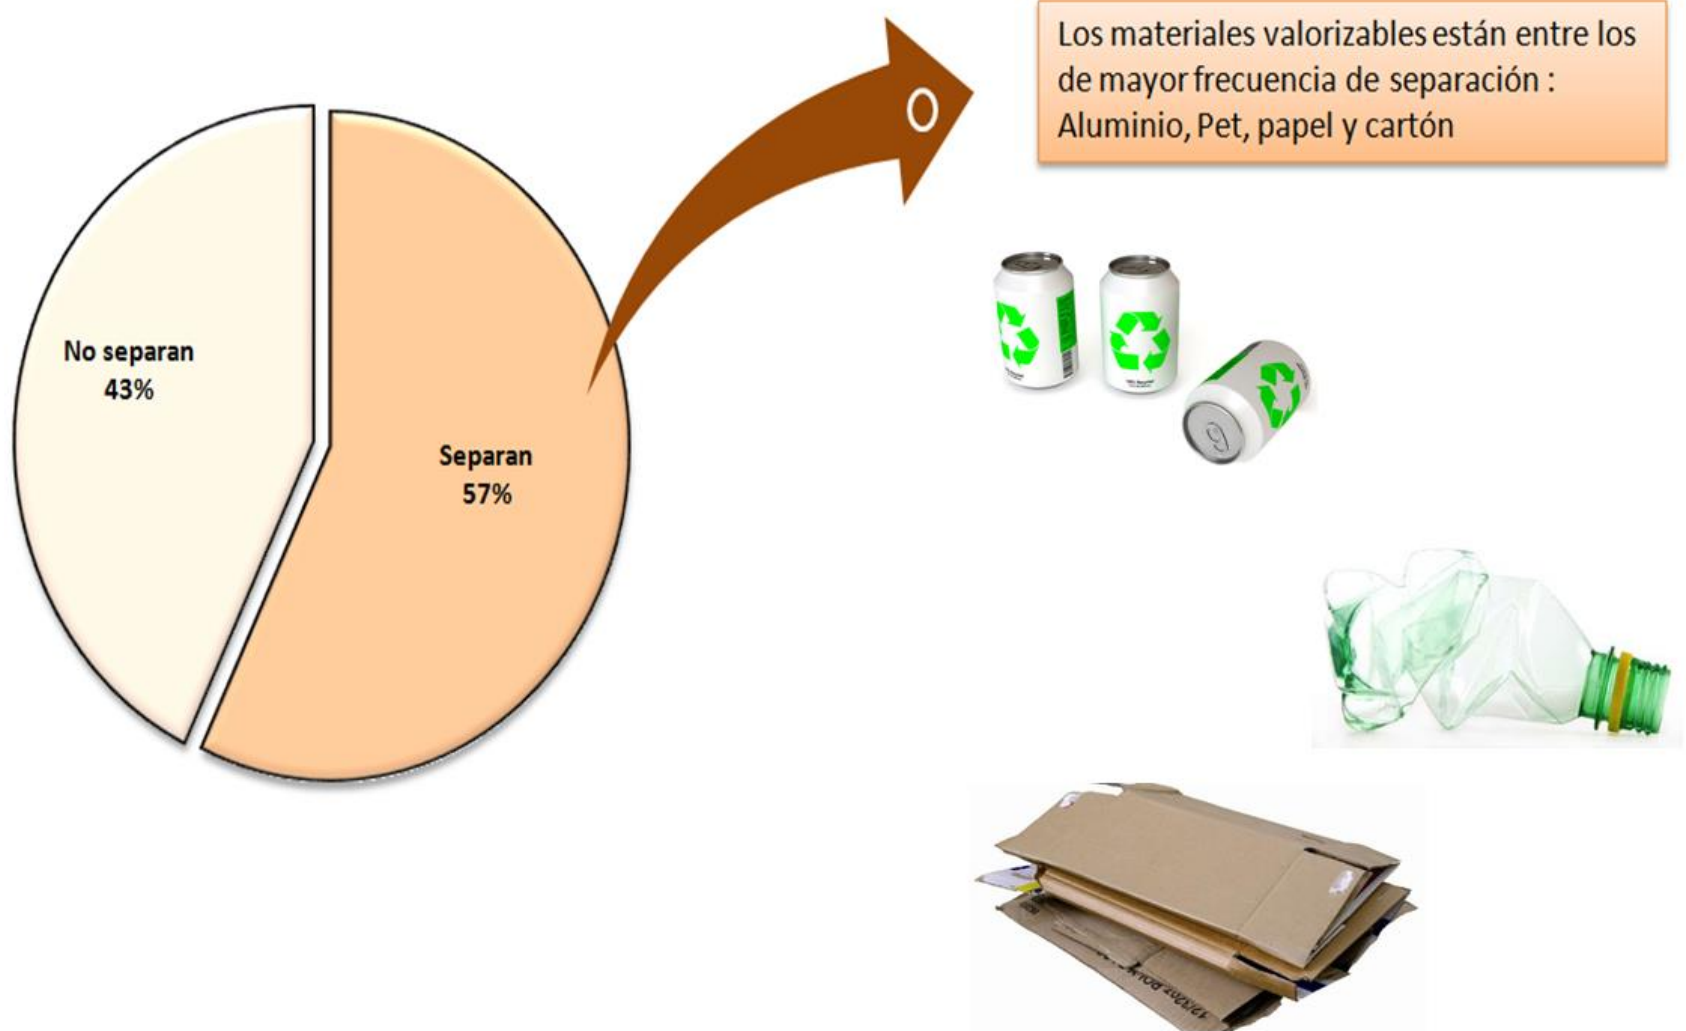 Los materiales valorizables están entre los
de mayor frecuencia de separación :
Aluminio, Pet, papel y cartón
No separan
43%
Separan
57%